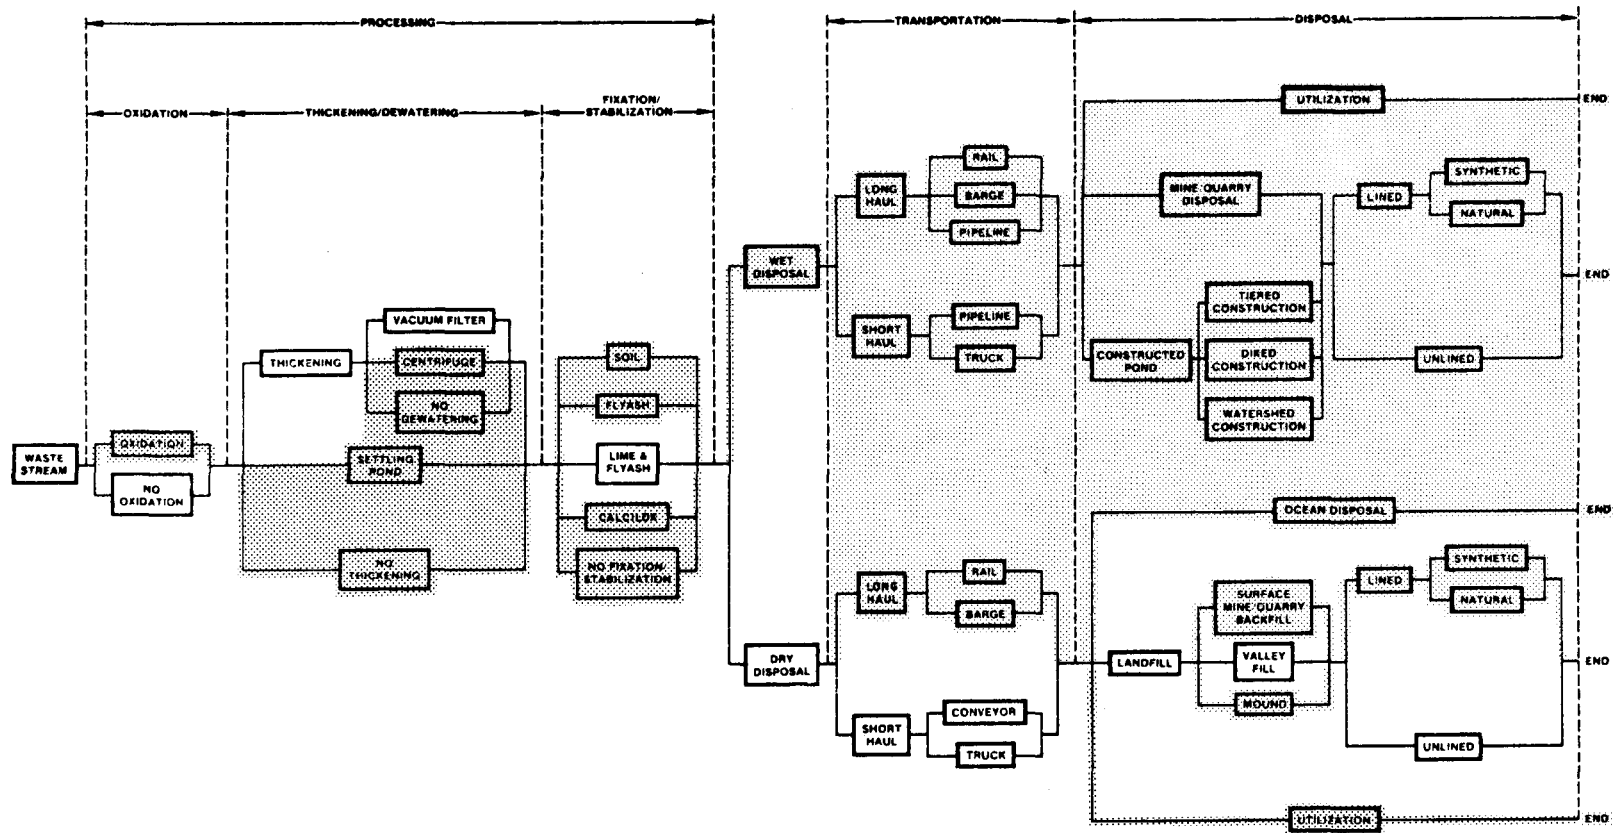 PROCESSING
TRANSPORTATION
DISPOSAL
OXIDATION
THICKENING/DEWATERING
FIXATION/
STABILIZATION
WASTE
STREAM
OXIDATION
NO
OXIDATION
THICKENING
VACUUM FILTER
CENTRIFUGE
NO
DEWATERING
SETTLING
POND
NO
THICKENING
SOIL
FLYASH
LIME &
FLYASH
CALCILOX
NO FIXATION/
STABILIZATION
WET
DISPOSAL
LONG
HAUL
RAIL
BARGE
PIPELINE
SHORT
HAUL
PIPELINE
TRUCK
UTILIZATION
END
MINE/QUARRY
DISPOSAL
CONSTRUCTED
POND
TIERED
CONSTRUCTION
DIKED
CONSTRUCTION
WATERSHED
CONSTRUCTION
LINED
SYNTHETIC
NATURAL
UNLINED
END
DRY
DISPOSAL
LONG
HAUL
RAIL
BARGE
SHORT
HAUL
CONVEYOR
TRUCK
OCEAN DISPOSAL
END
LANDFILL
SURFACE
MINE/QUARRY
BACKFILL
VALLEY
FILL
MOUND
LINED
SYNTHETIC
NATURAL
UNLINED
END
UTILIZATION
END